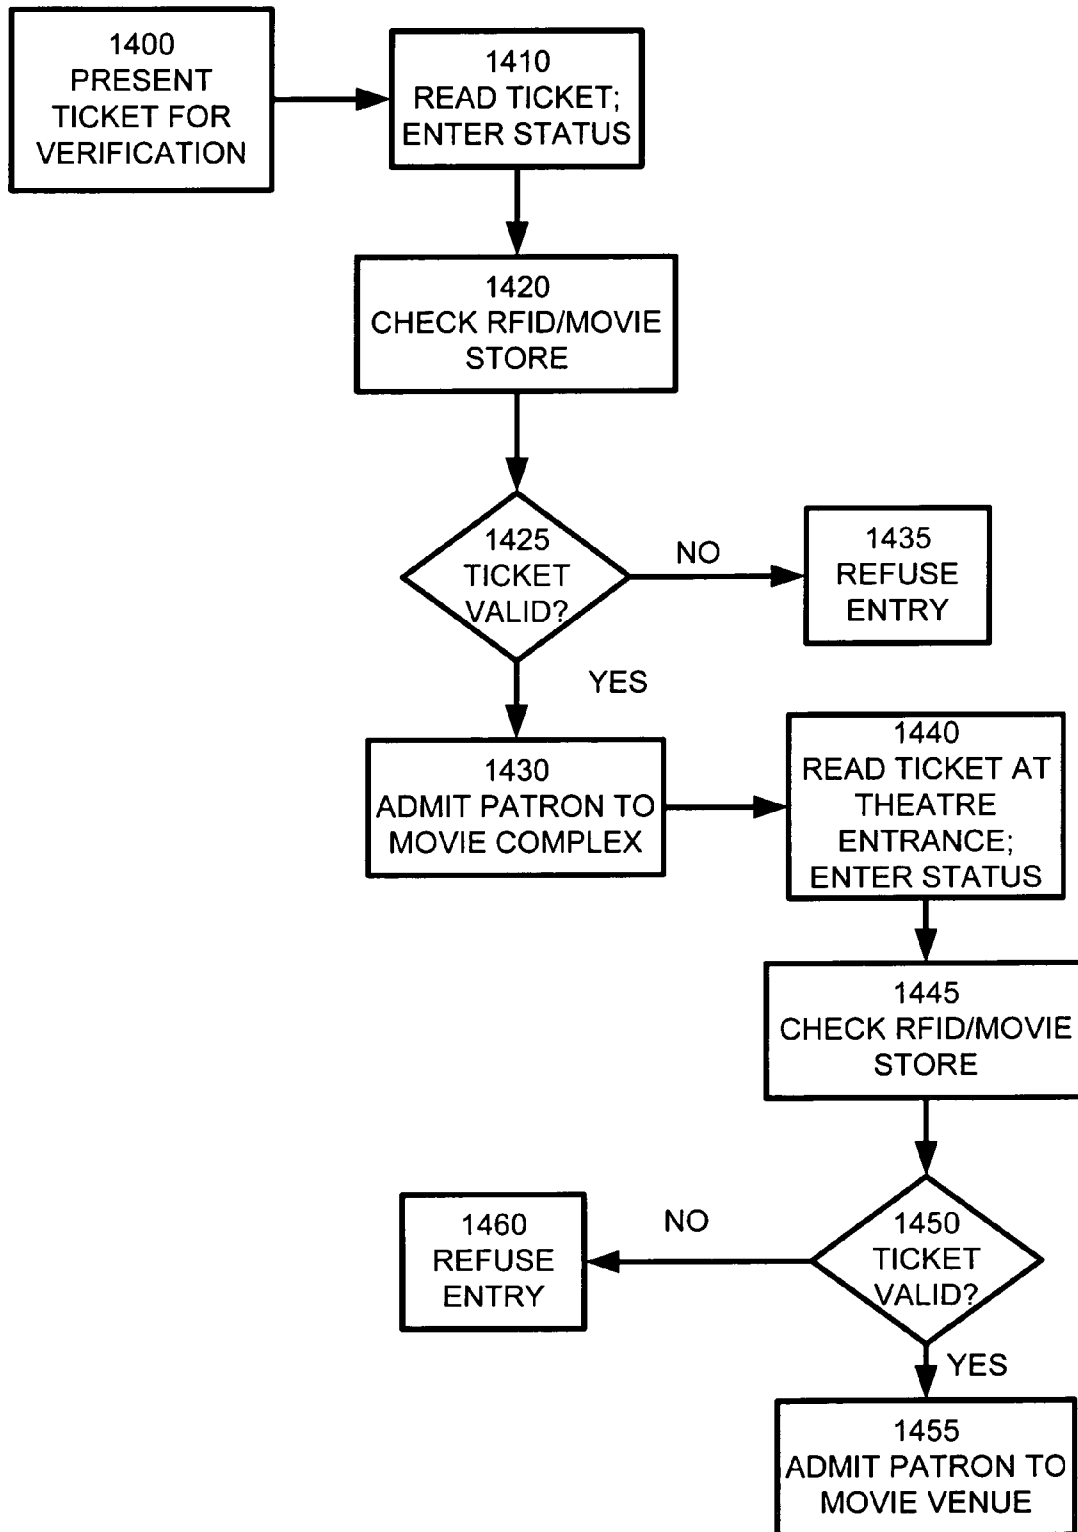 1400
PRESENT
TICKET FOR
VERIFICATION
1410
READ TICKET;
ENTER STATUS
1420
CHECK RFID/MOVIE
STORE
1425
TICKET
VALID?
NO
1435
REFUSE
ENTRY
YES
1430
ADMIT PATRON TO
MOVIE COMPLEX
1440
READ TICKET AT
THEATRE
ENTRANCE;
ENTER STATUS
1445
CHECK RFID/MOVIE
STORE
1450
TICKET
VALID?
NO
1460
REFUSE
ENTRY
YES
1455
ADMIT PATRON TO
MOVIE VENUE